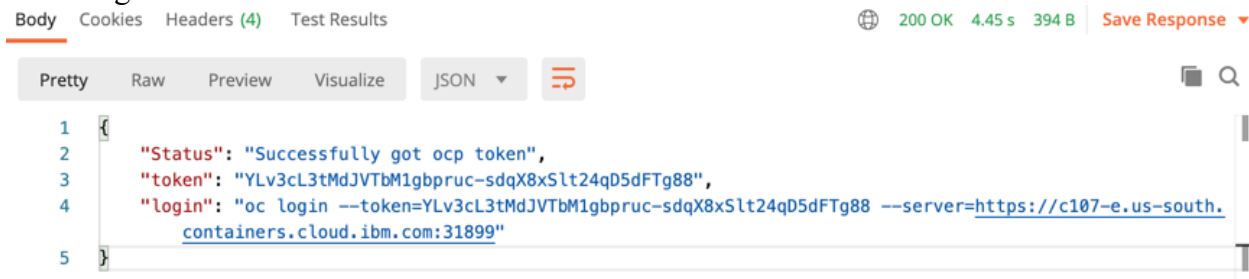 Body Cookies Headers (4) Test Results 200 OK 4.45 s 394 B Save Response
Pretty Raw Preview Visualize JSON
1 {
2 "Status": "Successfully got ocp token",
3 "token": "YLv3cL3tMdJVTbM1gbpruc-sdqX8xSlt24qD5dFTg88",
4 "login": "oc login --token=YLv3cL3tMdJVTbM1gbpruc-sdqX8xSlt24qD5dFTg88 --server=https://c107-e.us-south.
containers.cloud.ibm.com:31899"
5 }